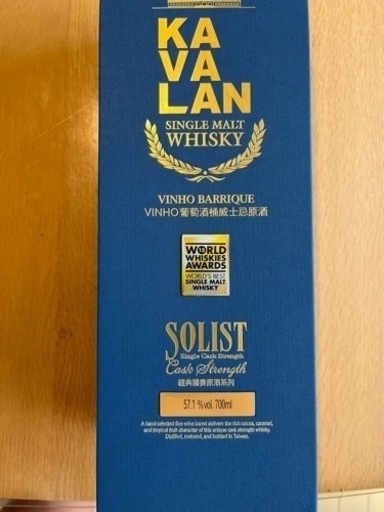 KA
VA
LAN
SINGLE MALT
WHISKY
VINHO BARRIQUE
VINHO葡萄酒桶威士忌原酒
WORLD
WHISKIES
AWARDS
WORLD'S BEST
SINGLE MALT
WHISKY
SOLIST
Single Cask Strength
Cask Strength
經典獨奏原酒系列
57.1 %vol. 700ml
A hand-selected fine wine barrel delivers the rich cocoa, caramel,
and tropical fruit character of this unique cask strength whisky.
Distilled, matured, and bottled in Taiwan.